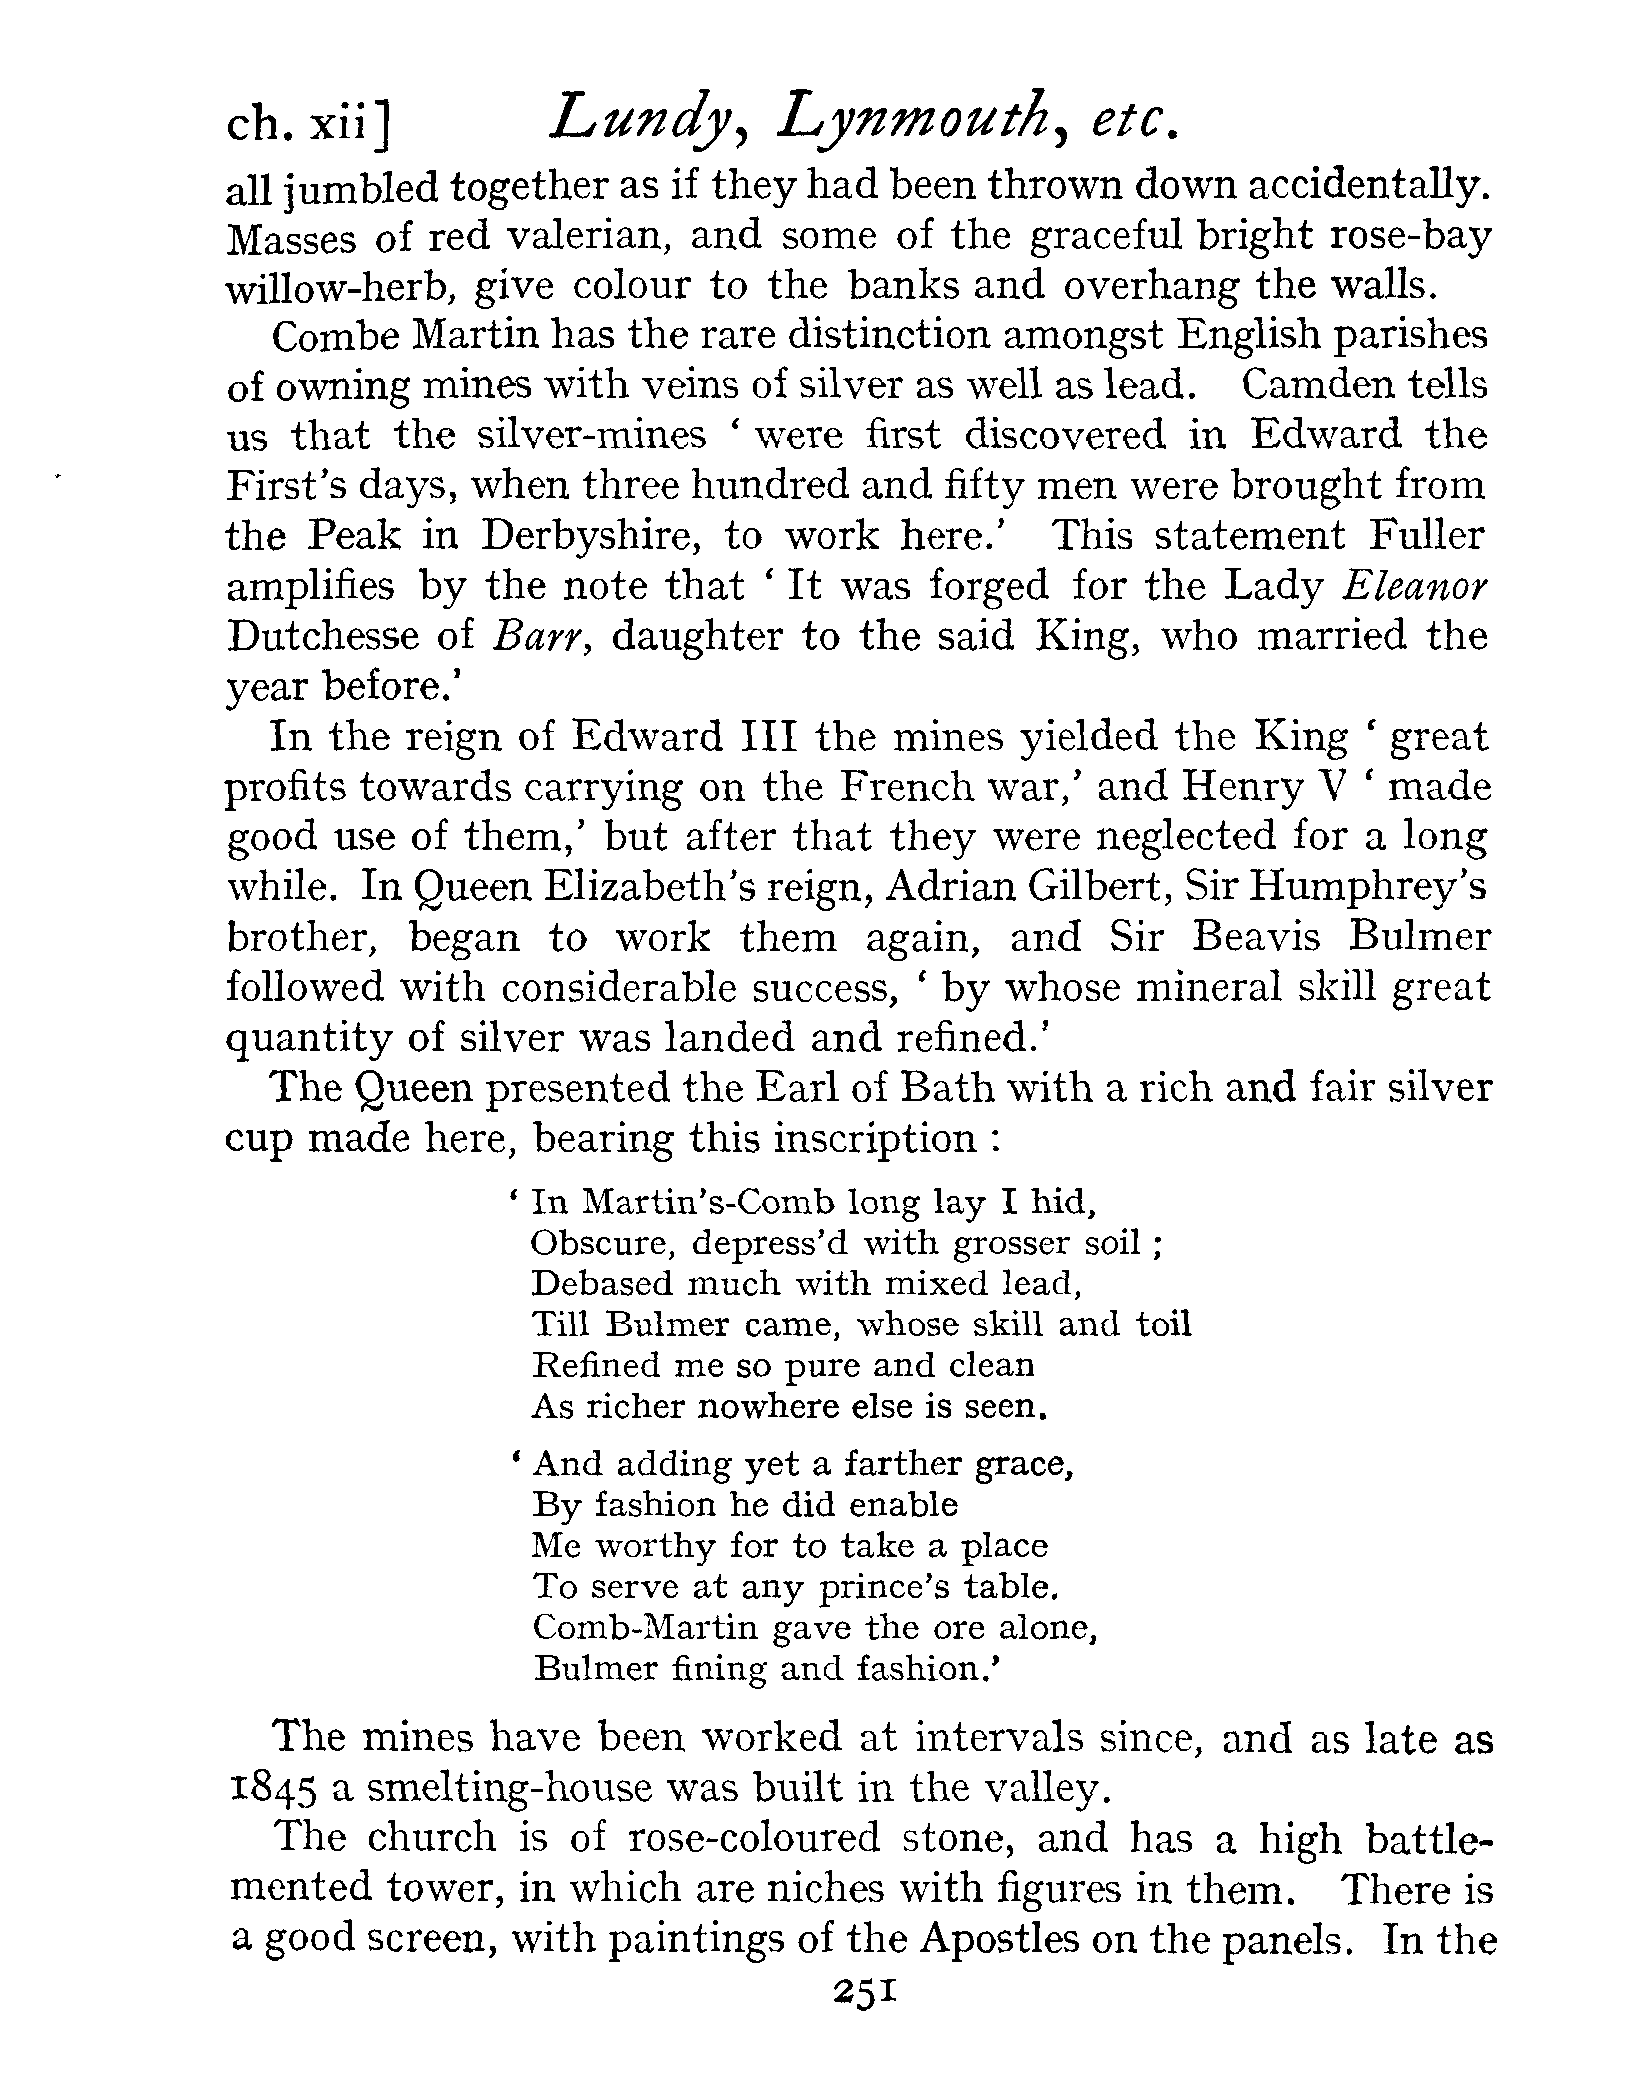 ch. xii] Lundy, Lynmouth, etc.
all jumbled together as if they had been thrown down accidentally.
Masses of red valerian, and some of the graceful bright rose-bay
willow-herb, give colour to the banks and overhang the walls.
Combe Martin has the rare distinction amongst English parishes
of owning mines with veins of silver as well as lead. Camden tells
us that the silver-mines ‘ were first discovered in Edward the
First’s days, when three hundred and fifty men were brought from
the Peak in Derbyshire, to work here.’ This statement Fuller
amplifies by the note that ‘ It was forged for the Lady Eleanor
Dutchesse of Barr, daughter to the said King, who married the
year before.’
In the reign of Edward III the mines yielded the King ‘ great
profits towards carrying on the French war,’ and Henry V ‘ made
good use of them,’ but after that they were neglected for a long
while. In Queen Elizabeth’s reign, Adrian Gilbert, Sir Humphrey’s
brother, began to work them again, and Sir Beavis Bulmer
followed with considerable success, ‘ by whose mineral skill great
quantity of silver was landed and refined.’
The Queen presented the Earl of Bath with a rich and fair silver
cup made here, bearing this inscription :
‘ In Martin’s-Comb long lay I hid,
Obscure, depress’d with grosser soil ;
Debased much with mixed lead,
Till Bulmer came, whose skill and toil
Refined me so pure and clean
As richer nowhere else is seen.
‘ And adding yet a farther grace,
By fashion he did enable
Me worthy for to take a place
To serve at any prince’s table.
Comb-Martin gave the ore alone,
Bulmer fining and fashion.’
The mines have been worked at intervals since, and as late as
1845 a smelting-house was built in the valley.
The church is of rose-coloured stone, and has a high battle-
mented tower, in which are niches with figures in them. There is
a good screen, with paintings of the Apostles on the panels. In the
251